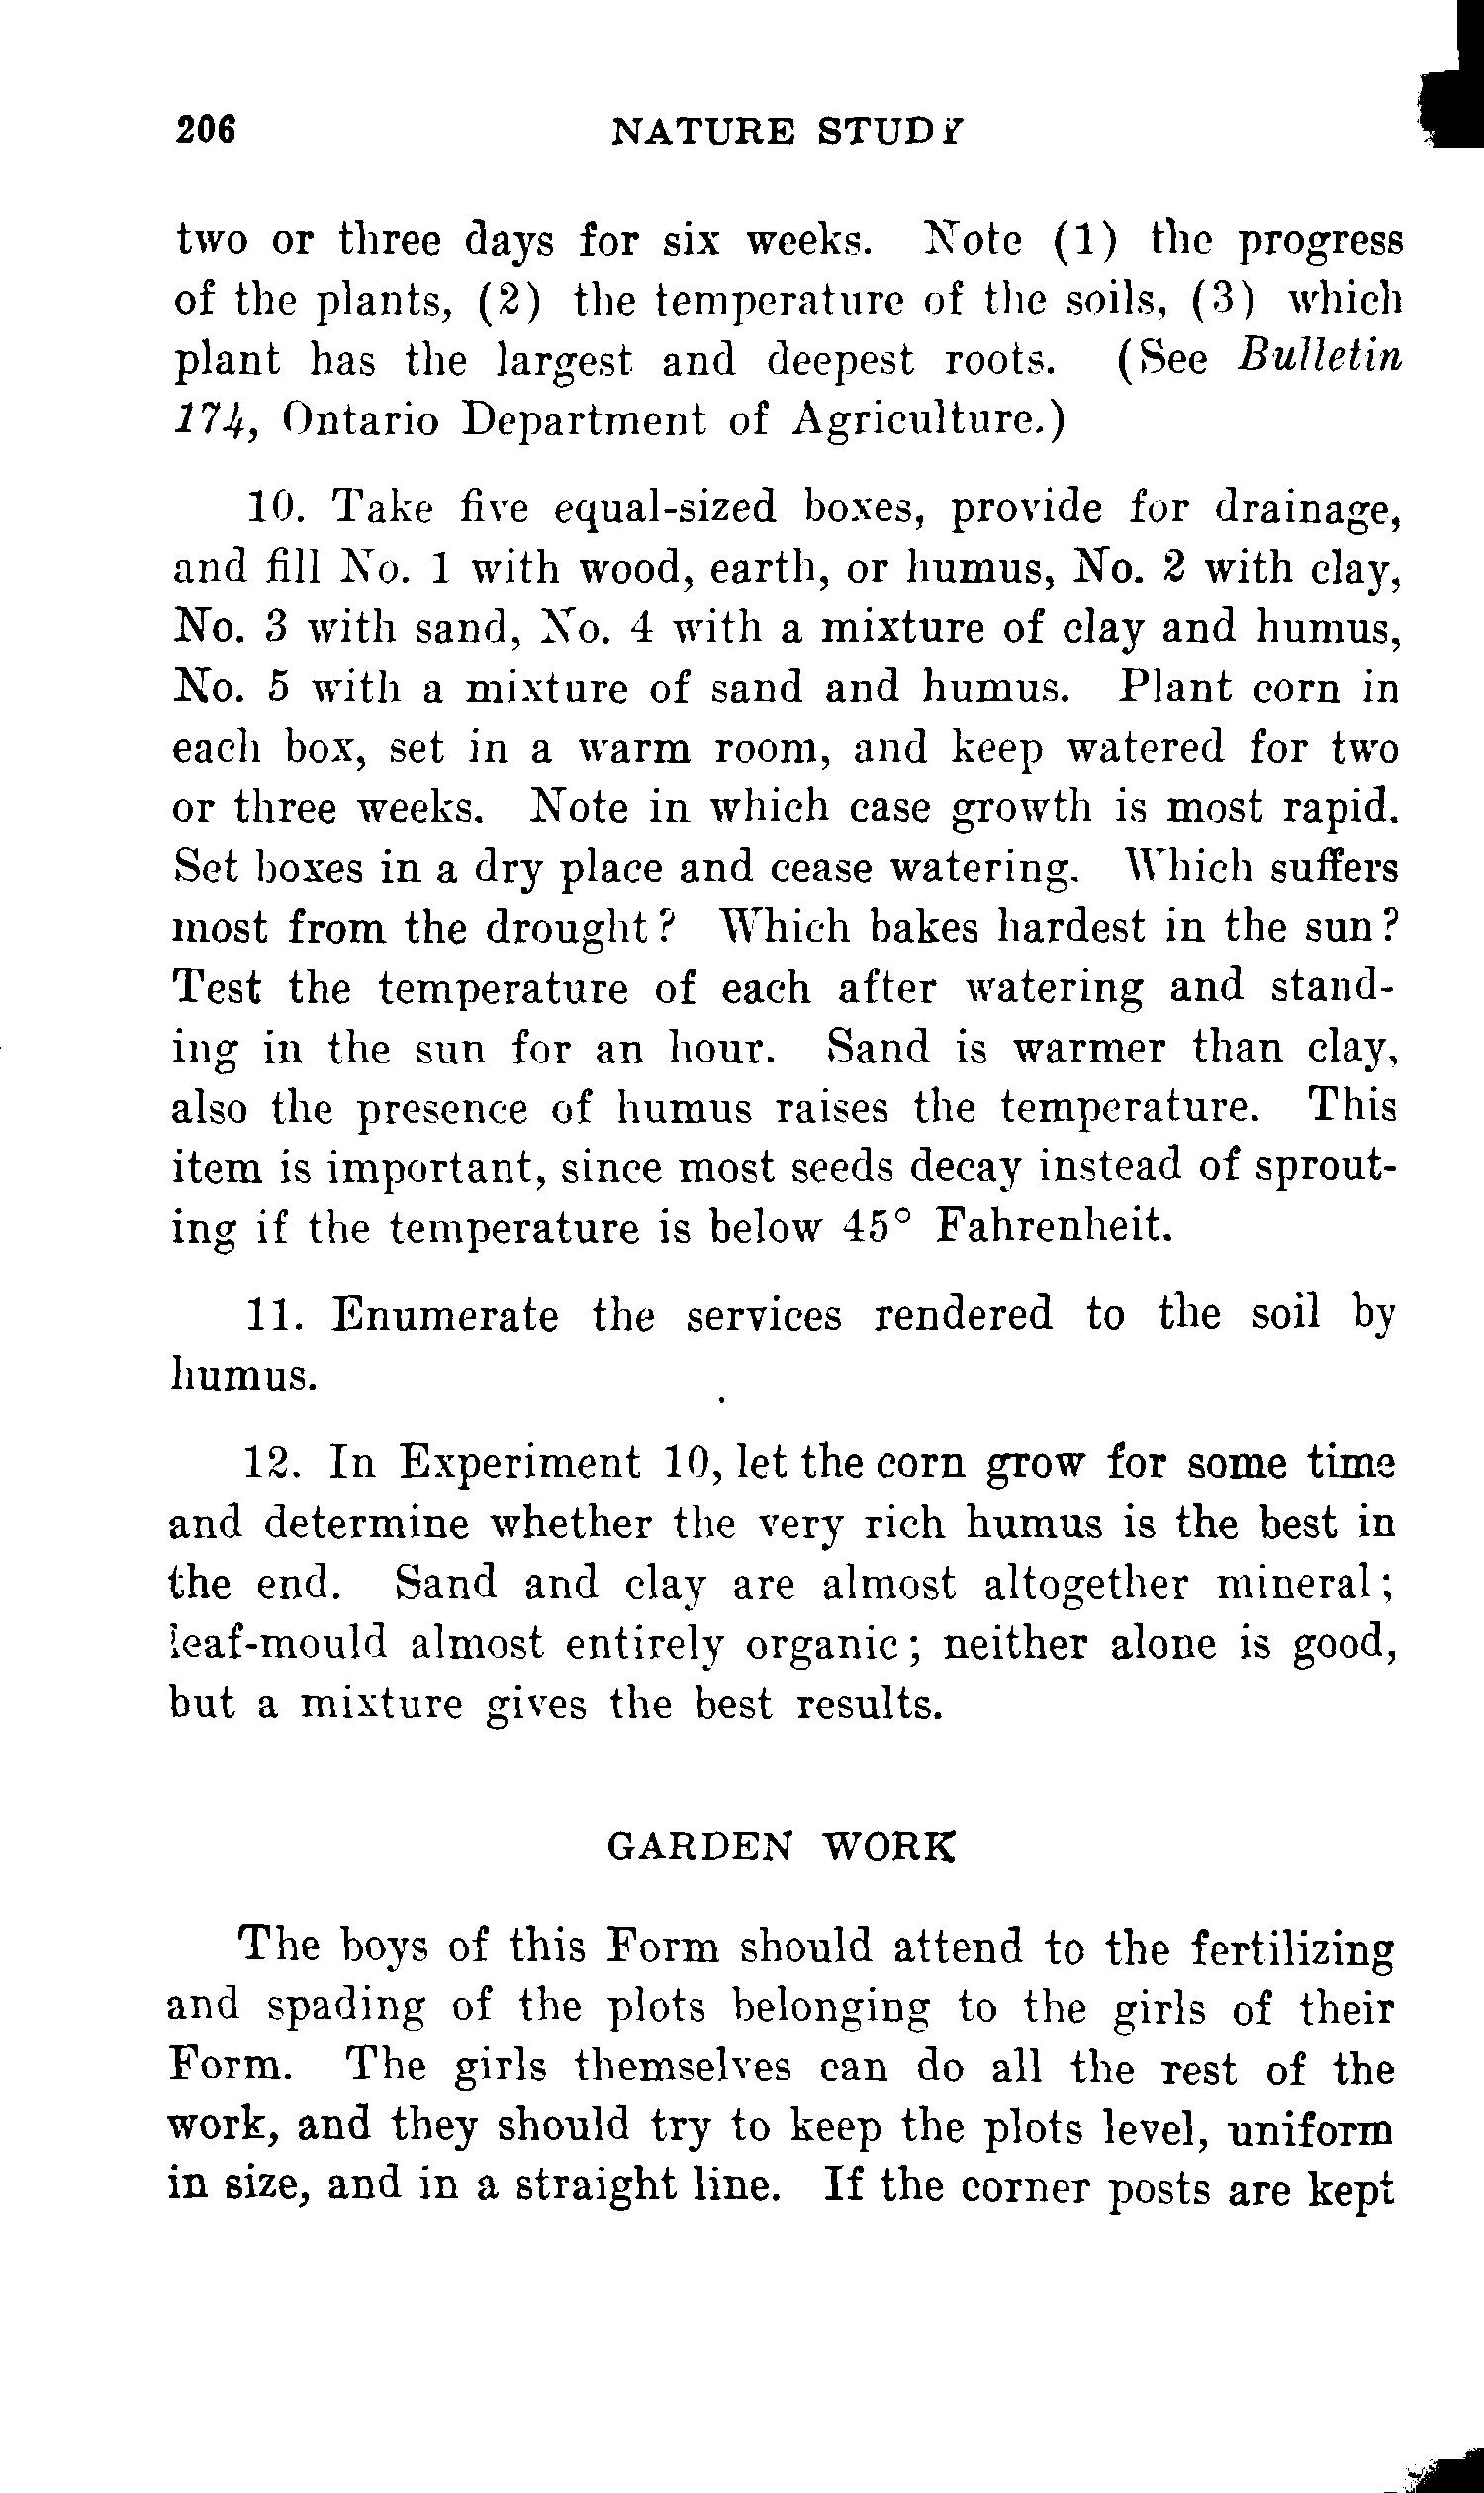 206 NATURE STUDY
two or three days for six weeks. Note (1) the progress
of the plants, (2) the temperature of the soils, (3) which
plant has the largest and deepest roots. (See Bulletin
174, Ontario Department of Agriculture.)
10. Take five equal-sized boxes, provide for drainage,
and fill No. 1 with wood, earth, or humus, No. 2 with clay,
No. 3 with sand, No. 4 with a mixture of clay and humus,
No. 5 with a mixture of sand and humus. Plant corn in
each box, set in a warm room, and keep watered for two
or three weeks. Note in which case growth is most rapid.
Set boxes in a dry place and cease watering. Which suffers
most from the drought? Which bakes hardest in the sun?
Test the temperature of each after watering and stand-
ing in the sun for an hour. Sand is warmer than clay,
also the presence of humus raises the temperature. This
item is important, since most seeds decay instead of sprout-
ing if the temperature is below 45° Fahrenheit.
11. Enumerate the services rendered to the soil by
humus.
12. In Experiment 10, let the corn grow for some time
and determine whether the very rich humus is the best in
the end. Sand and clay are almost altogether mineral;
leaf-mould almost entirely organic; neither alone is good,
but a mixture gives the best results.
GARDEN WORK
The boys of this Form should attend to the fertilizing
and spading of the plots belonging to the girls of their
Form. The girls themselves can do all the rest of the
work, and they should try to keep the plots level, uniform
in size, and in a straight line. If the corner posts are kept